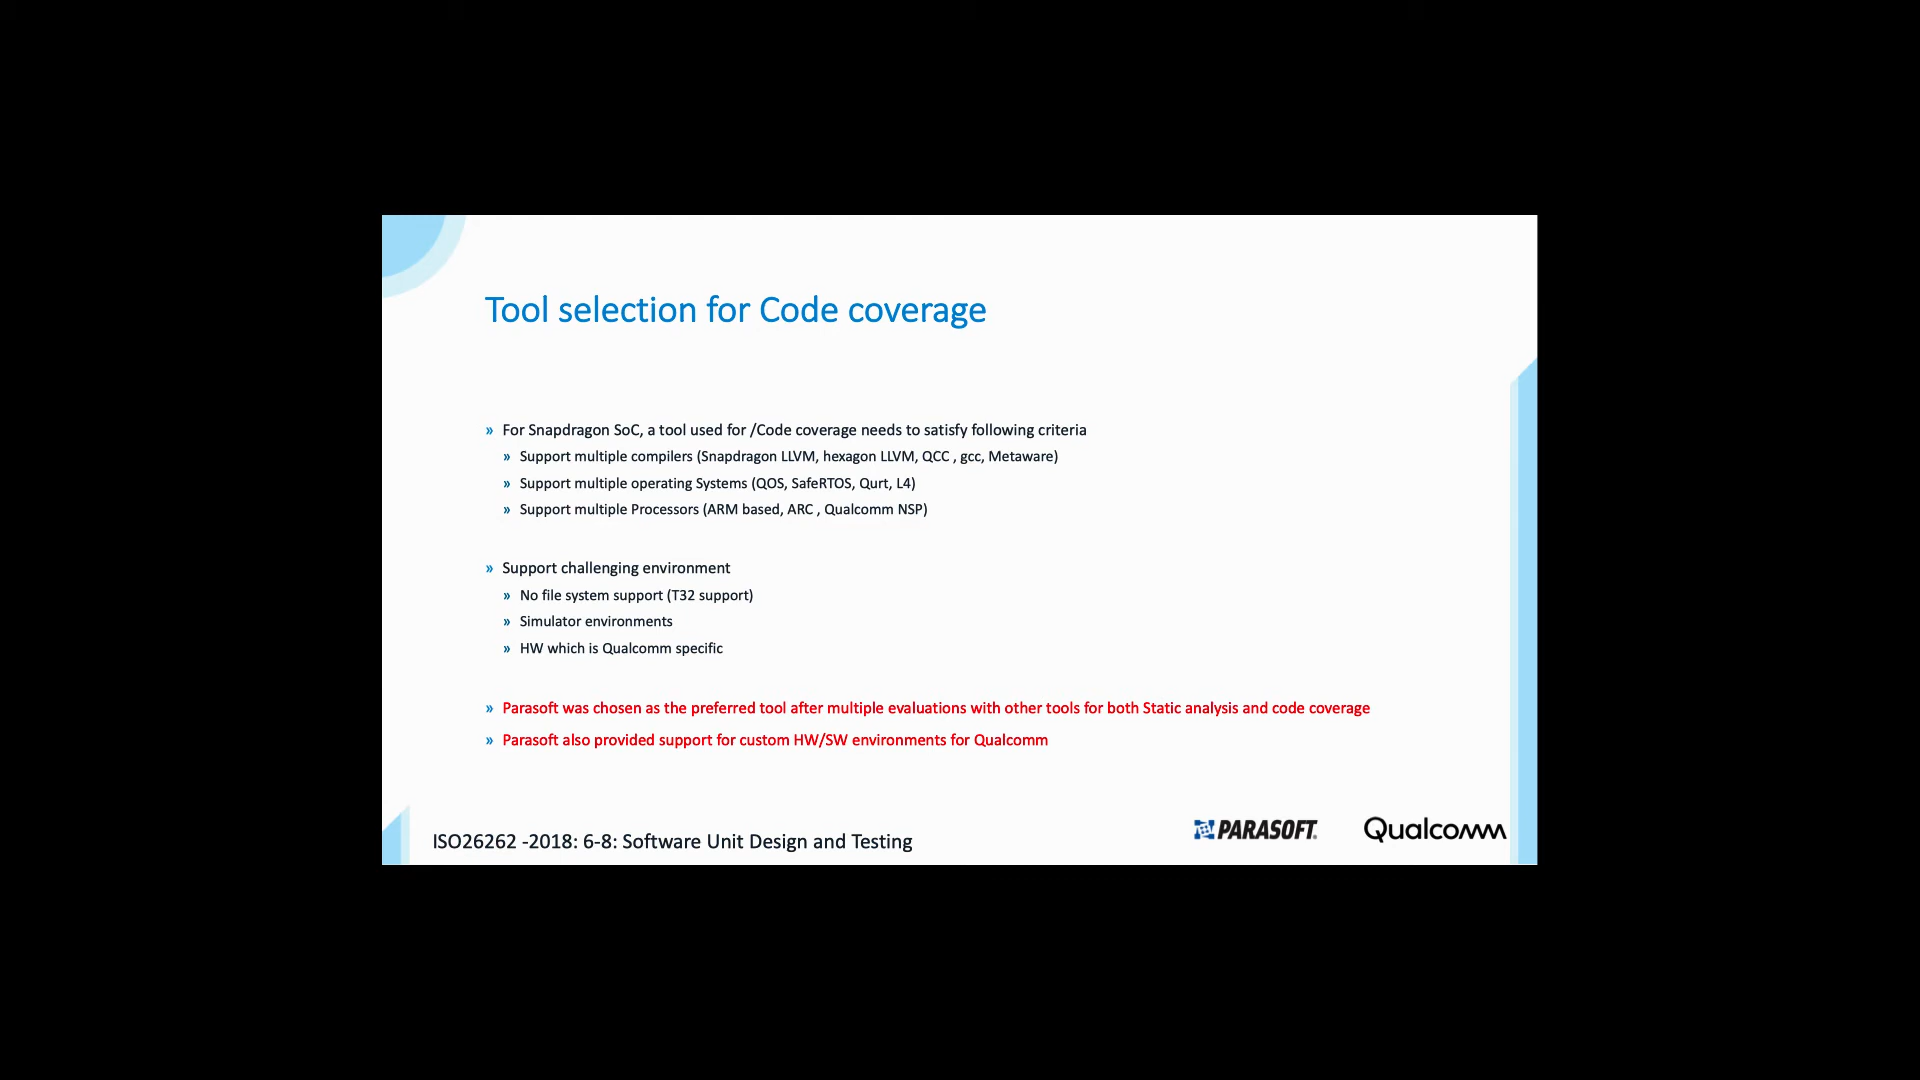 Tool selection for Code coverage
» For Snapdragon SoC, a tool used for /Code coverage needs to satisfy following criteria
» Support multiple compilers (Snapdragon LLVM, hexagon LLVM, QCC , gcc, Metaware)
» Support multiple operating Systems (QOS, SafeRTOS, Qurt, L4)
» Support multiple Processors (ARM based, ARC , Qualcomm NSP)
» Support challenging environment
» No file system support (T32 support)
» Simulator environments
» HW which is Qualcomm specific
» Parasoft was chosen as the preferred tool after multiple evaluations with other tools for both Static analysis and code coverage
» Parasoft also provided support for custom HW/SW environments for Qualcomm
ISO26262 -2018: 6-8: Software Unit Design and Testing
PARASOFT. Qualcomm